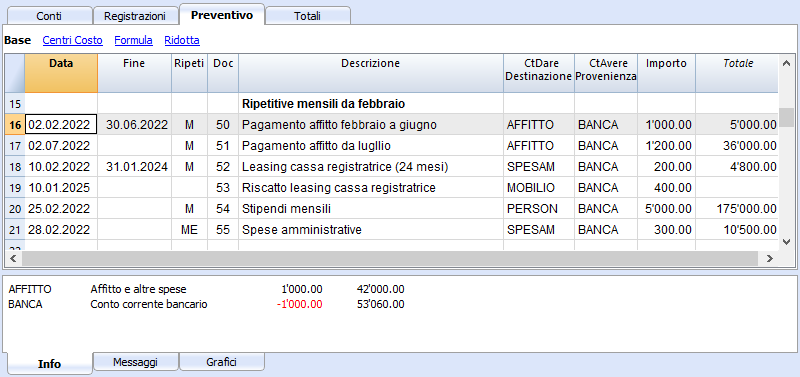 Conti Registrazioni Preventivo Totali
Base Centri Costo Formula Ridotta
Data Fine Ripeti Doc Descrizione CtDare Destinazione CtAvere Provenienza Importo Totale
15 Ripetitive mensili da febbraio
16 02.02.2022 30.06.2022 M 50 Pagamento affitto febbraio a giugno AFFITTO BANCA 1'000.00 5'000.00
17 02.07.2022 M 51 Pagamento affitto da lugllio AFFITTO BANCA 1'200.00 36'000.00
18 10.02.2022 31.01.2024 M 52 Leasing cassa registratrice (24 mesi) SPESAM BANCA 200.00 4'800.00
19 10.01.2025 53 Riscatto leasing cassa registratrice MOBILIO BANCA 400.00
20 25.02.2022 M 54 Stipendi mensili PERSON BANCA 5'000.00 175'000.00
21 28.02.2022 ME 55 Spese amministrative SPESAM BANCA 300.00 10'500.00
AFFITTO Affitto e altre spese 1'000.00 42'000.00
BANCA Conto corrente bancario -1'000.00 53'060.00
Info Messaggi Grafici